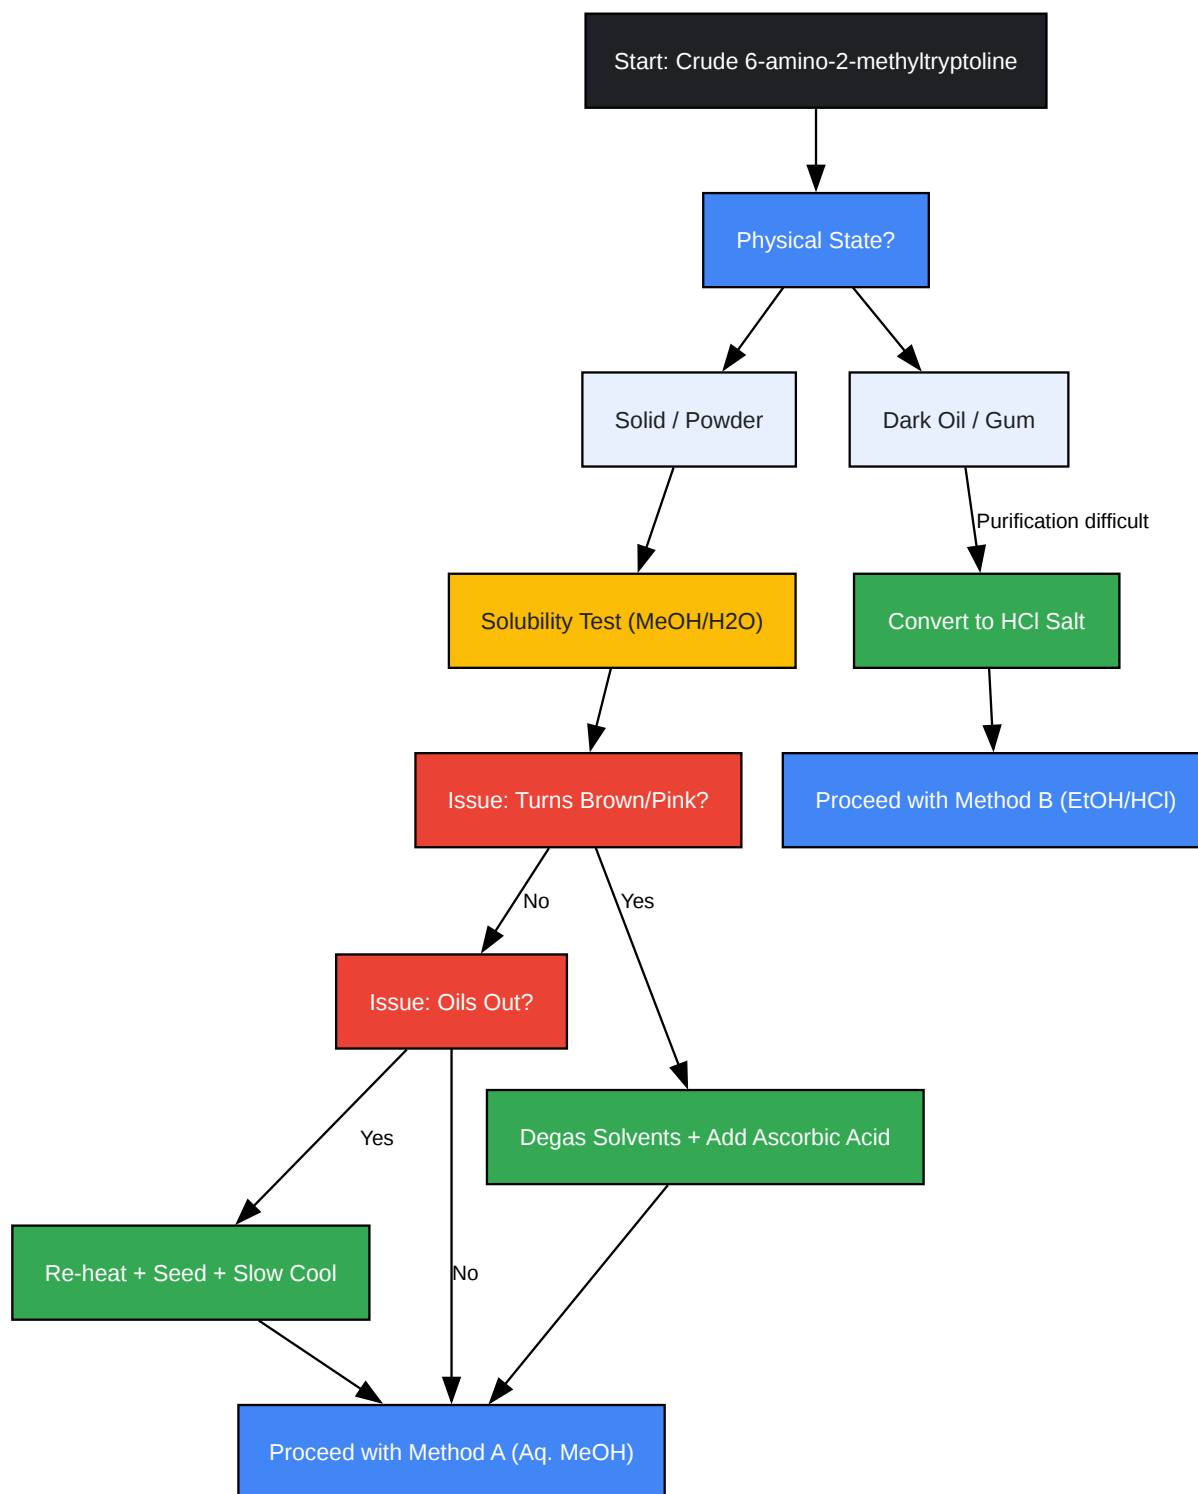 Start: Crude 6-amino-2-methyltryptoline
Physical State?
Solid / Powder
Dark Oil / Gum
Purification difficult
Solubility Test (MeOH/H2O)
Convert to HCl Salt
Issue: Turns Brown/Pink?
Proceed with Method B (EtOH/HCl)
No
Yes
Issue: Oils Out?
Yes
Degas Solvents + Add Ascorbic Acid
Re-heat + Seed + Slow Cool
No
Proceed with Method A (Aq. MeOH)